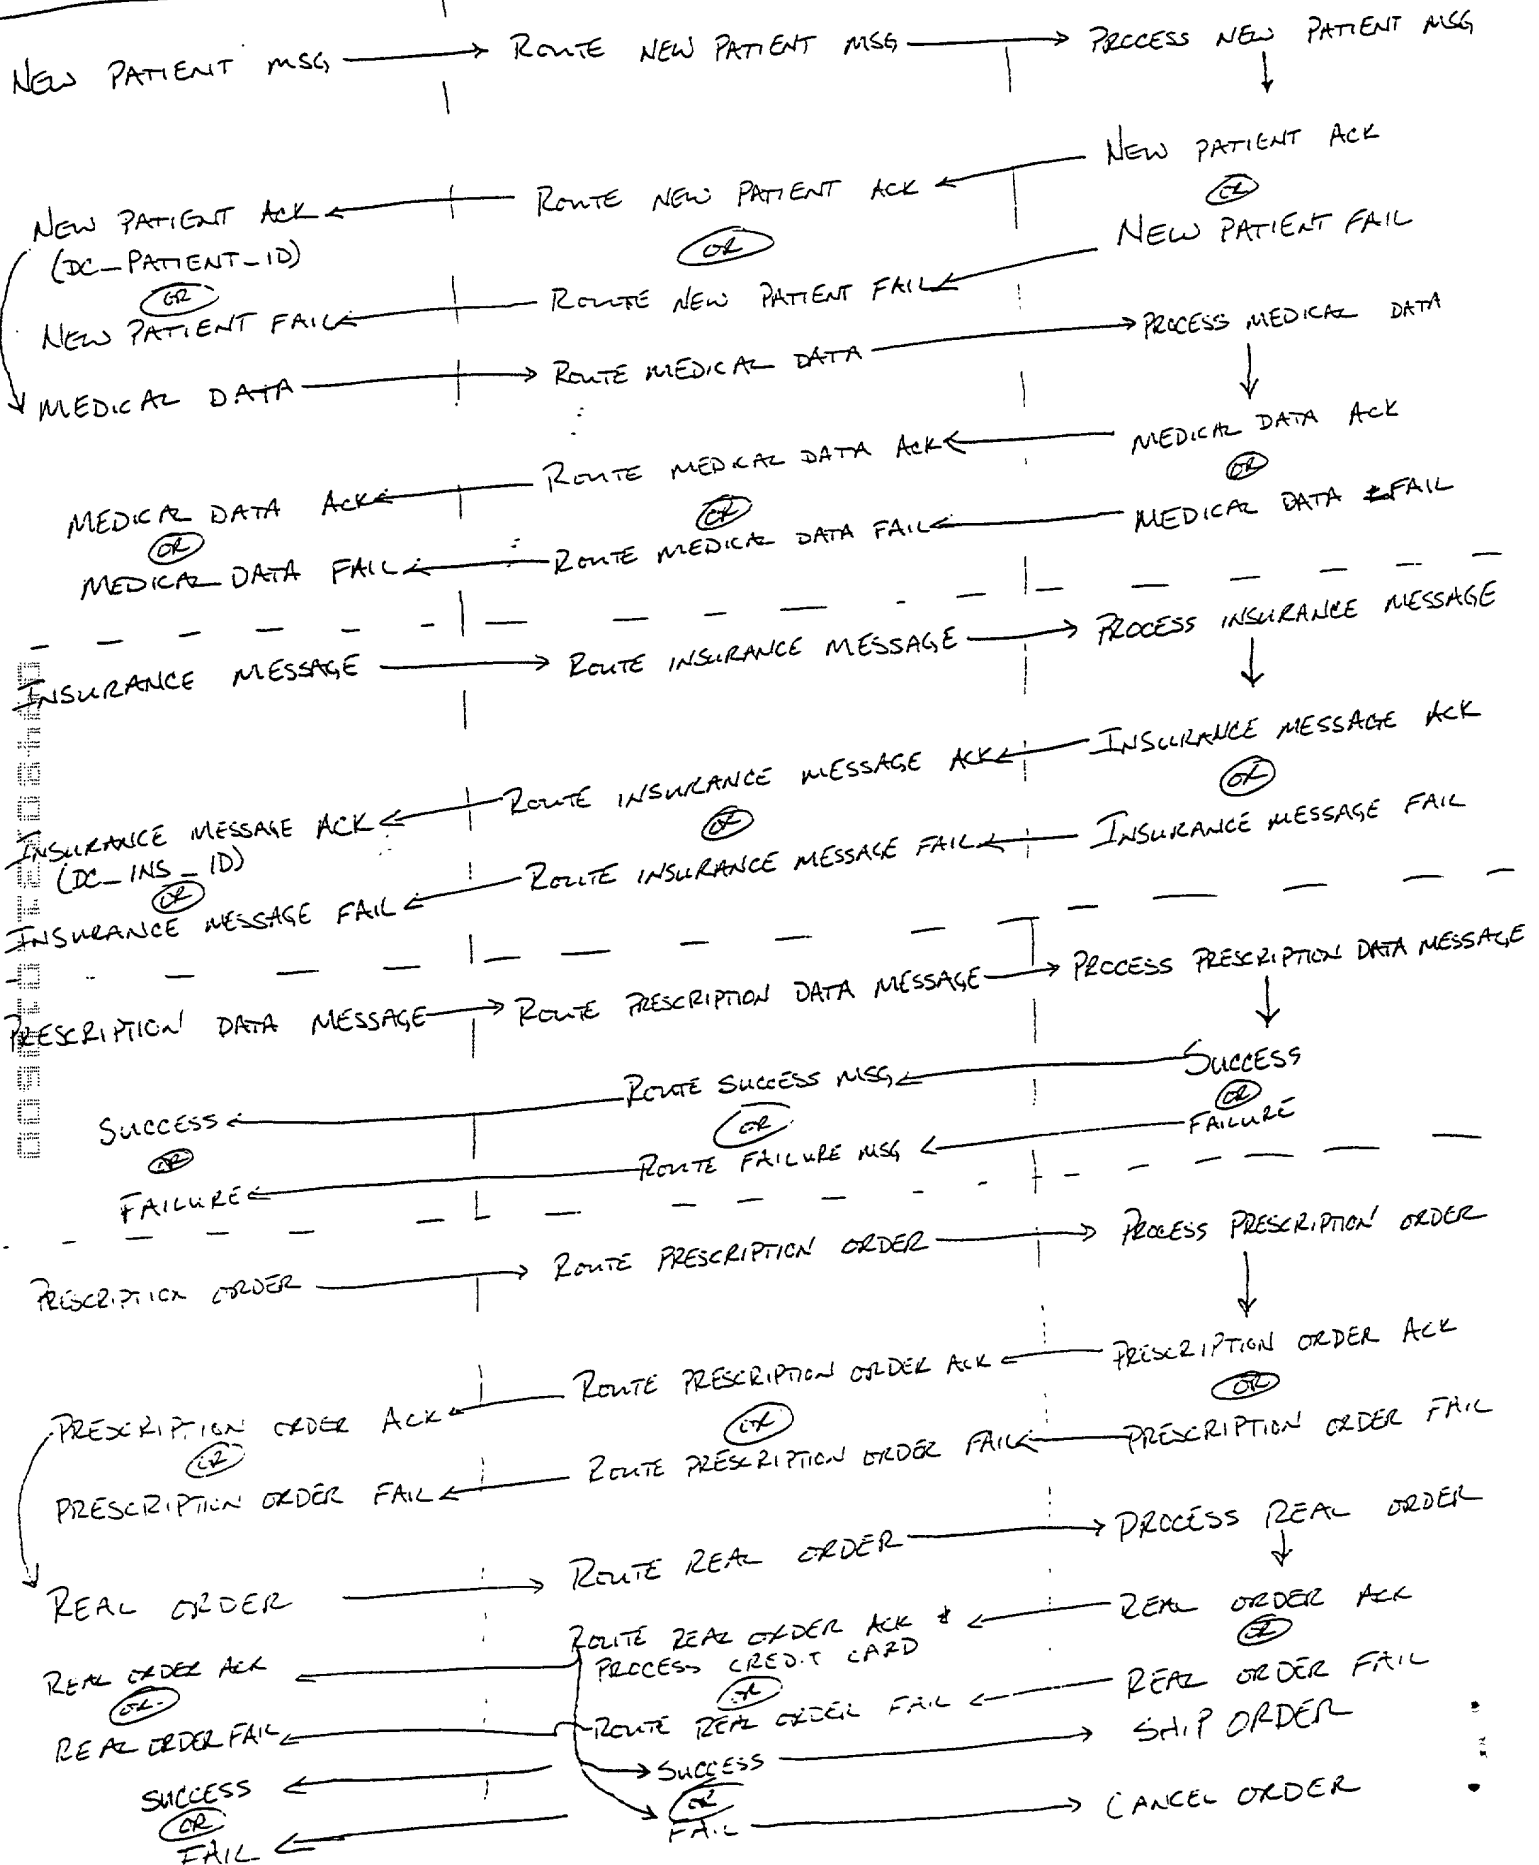 NEW PATIENT MSG ROUTE NEW PATIENT MSG PROCESS NEW PATIENT MSG
NEW PATIENT ACK
OR
NEW PATIENT FAIL
ROUTE NEW PATIENT ACK
OR
ROUTE NEW PATIENT FAIL
NEW PATIENT ACK
(DC_PATIENT_ID)
OR
NEW PATIENT FAIL
MEDICAL DATA ROUTE MEDICAL DATA PROCESS MEDICAL DATA
MEDICAL DATA ACK
OR
MEDICAL DATA FAIL
ROUTE MEDICAL DATA ACK
OR
ROUTE MEDICAL DATA FAIL
MEDICAL DATA ACK
OR
MEDICAL DATA FAIL
INSURANCE MESSAGE ROUTE INSURANCE MESSAGE PROCESS INSURANCE MESSAGE
INSURANCE MESSAGE ACK
OR
INSURANCE MESSAGE FAIL
ROUTE INSURANCE MESSAGE ACK
OR
ROUTE INSURANCE MESSAGE FAIL
INSURANCE MESSAGE ACK
(DC_INS_ID)
OR
INSURANCE MESSAGE FAIL
PRESCRIPTION DATA MESSAGE ROUTE PRESCRIPTION DATA MESSAGE PROCESS PRESCRIPTION DATA MESSAGE
SUCCESS
OR
FAILURE
ROUTE SUCCESS MSG
OR
ROUTE FAILURE MSG
SUCCESS
OR
FAILURE
PRESCRIPTION ORDER ROUTE PRESCRIPTION ORDER PROCESS PRESCRIPTION ORDER
PRESCRIPTION ORDER ACK
OR
PRESCRIPTION ORDER FAIL
ROUTE PRESCRIPTION ORDER ACK
OR
ROUTE PRESCRIPTION ORDER FAIL
PRESCRIPTION ORDER ACK
OR
PRESCRIPTION ORDER FAIL
REAL ORDER ROUTE REAL ORDER PROCESS REAL ORDER
REAL ORDER ACK
OR
REAL ORDER FAIL
ROUTE REAL ORDER ACK &
PROCESS CREDIT CARD
OR
ROUTE REAL ORDER FAIL
REAL ORDER ACK
OR
REAL ORDER FAIL
SUCCESS SHIP ORDER
OR
FAIL CANCEL ORDER
SUCCESS
OR
FAIL